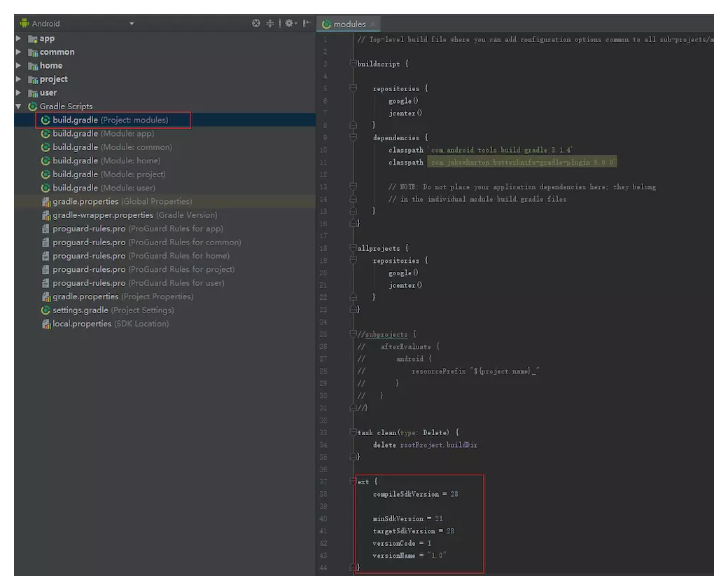 Android
app
common
home
project
user
Gradle Scripts
build.gradle (Project: modules)
build.gradle (Module: app)
build.gradle (Module: common)
build.gradle (Module: home)
build.gradle (Module: project)
build.gradle (Module: user)
gradle.properties (Global Properties)
gradle-wrapper.properties (Gradle Version)
proguard-rules.pro (ProGuard Rules for app)
proguard-rules.pro (ProGuard Rules for common)
proguard-rules.pro (ProGuard Rules for home)
proguard-rules.pro (ProGuard Rules for project)
proguard-rules.pro (ProGuard Rules for user)
gradle.properties (Project Properties)
settings.gradle (Project Settings)
local.properties (SDK Location)
modules
1 // Top-level build file where you can add configuration options common to all sub-projects/m
2
3 buildscript {
4
5 repositories {
6 google()
7 jcenter()
8 }
9 dependencies {
10 classpath 'com.android.tools.build:gradle:3.1.4'
11 classpath 'com.jakewharton:butterknife-gradle-plugin:9.0.0'
12
13 // NOTE: Do not place your application dependencies here; they belong
14 // in the individual module build.gradle files
15 }
16 }
17
18 allprojects {
19 repositories {
20 google()
21 jcenter()
22 }
23 }
24
25 //subprojects {
26 // afterEvaluate {
27 // android {
28 // resourcePrefix "${project.name}_"
29 // }
30 // }
31 //}
32
33 task clean(type: Delete) {
34 delete rootProject.buildDir
35 }
36
37 ext {
38 compileSdkVersion = 28
39
40 minSdkVersion = 21
41 targetSdkVersion = 28
42 versionCode = 1
43 versionName = "1.0"
44 }